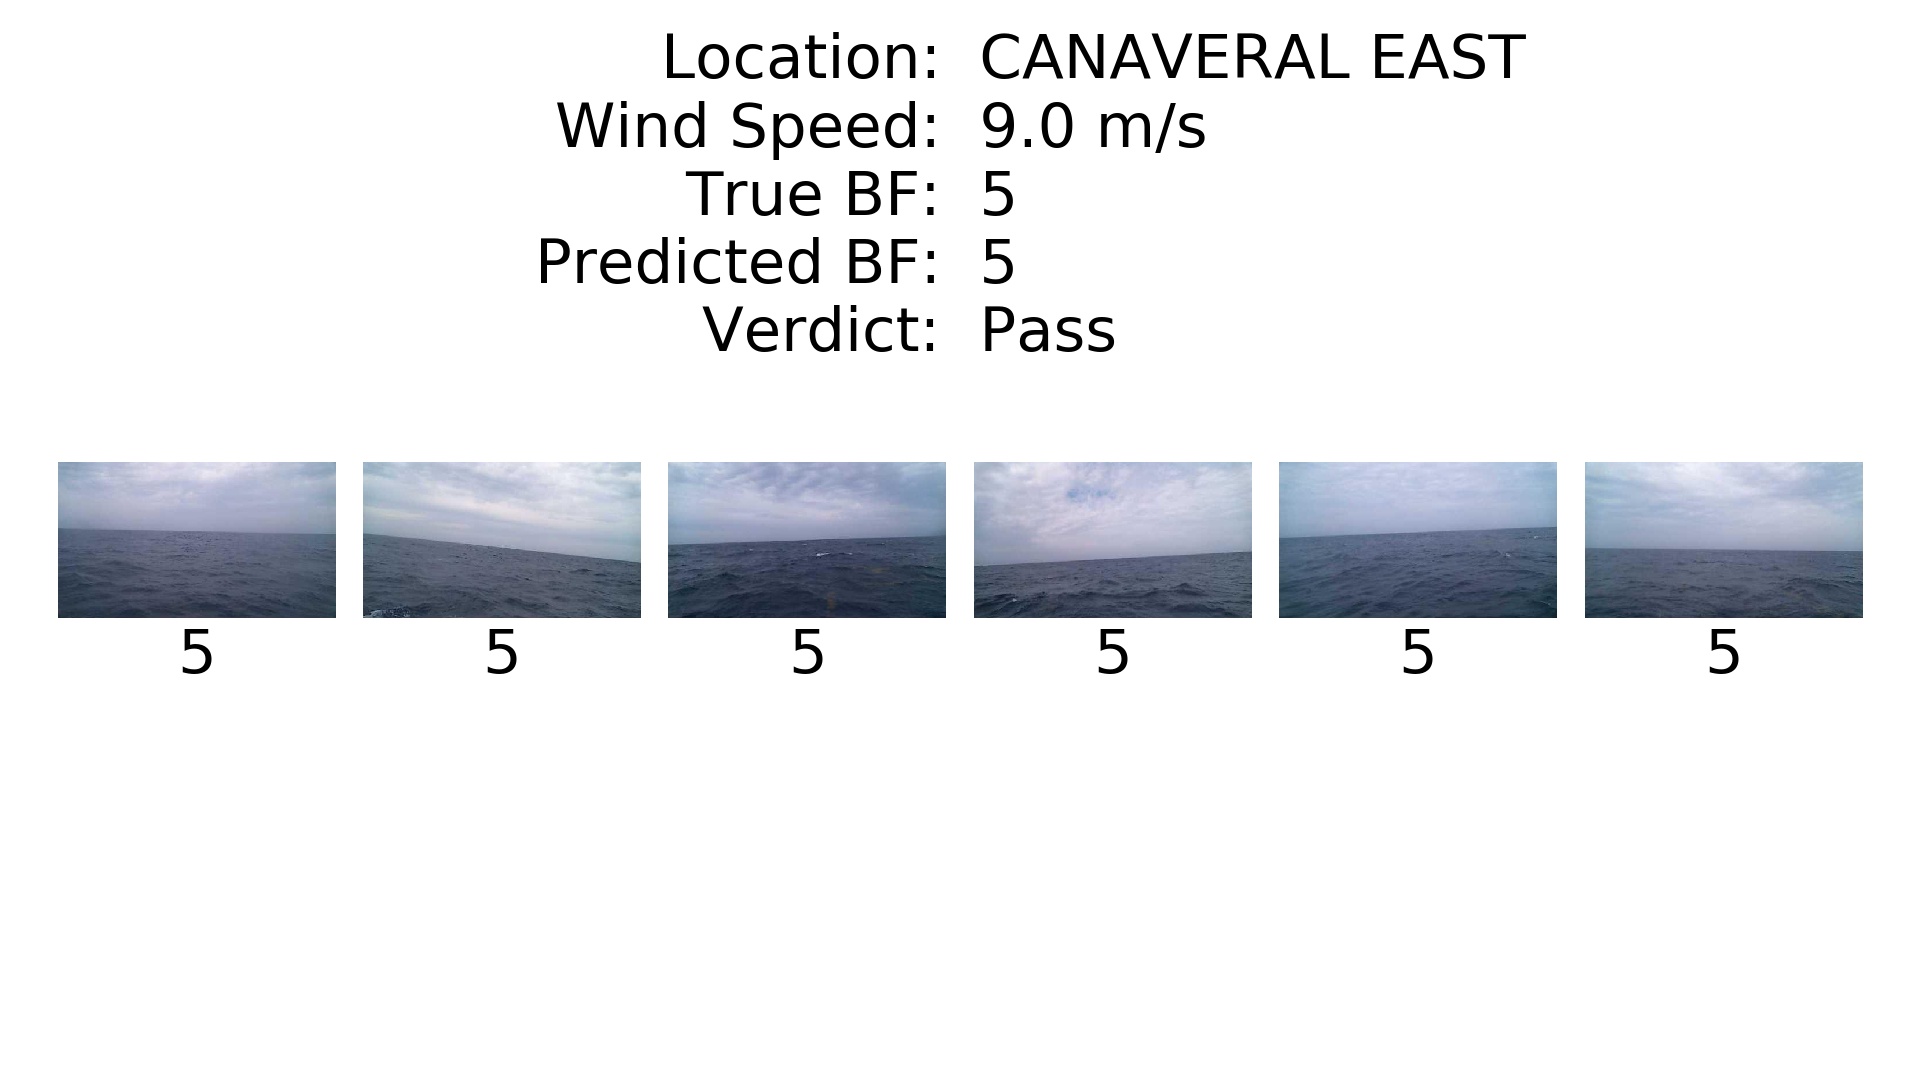 Location: CANAVERAL EAST
Wind Speed: 9.0 m/s
True BF: 5
Predicted BF: 5
Verdict: Pass
5 5 5 5 5 5